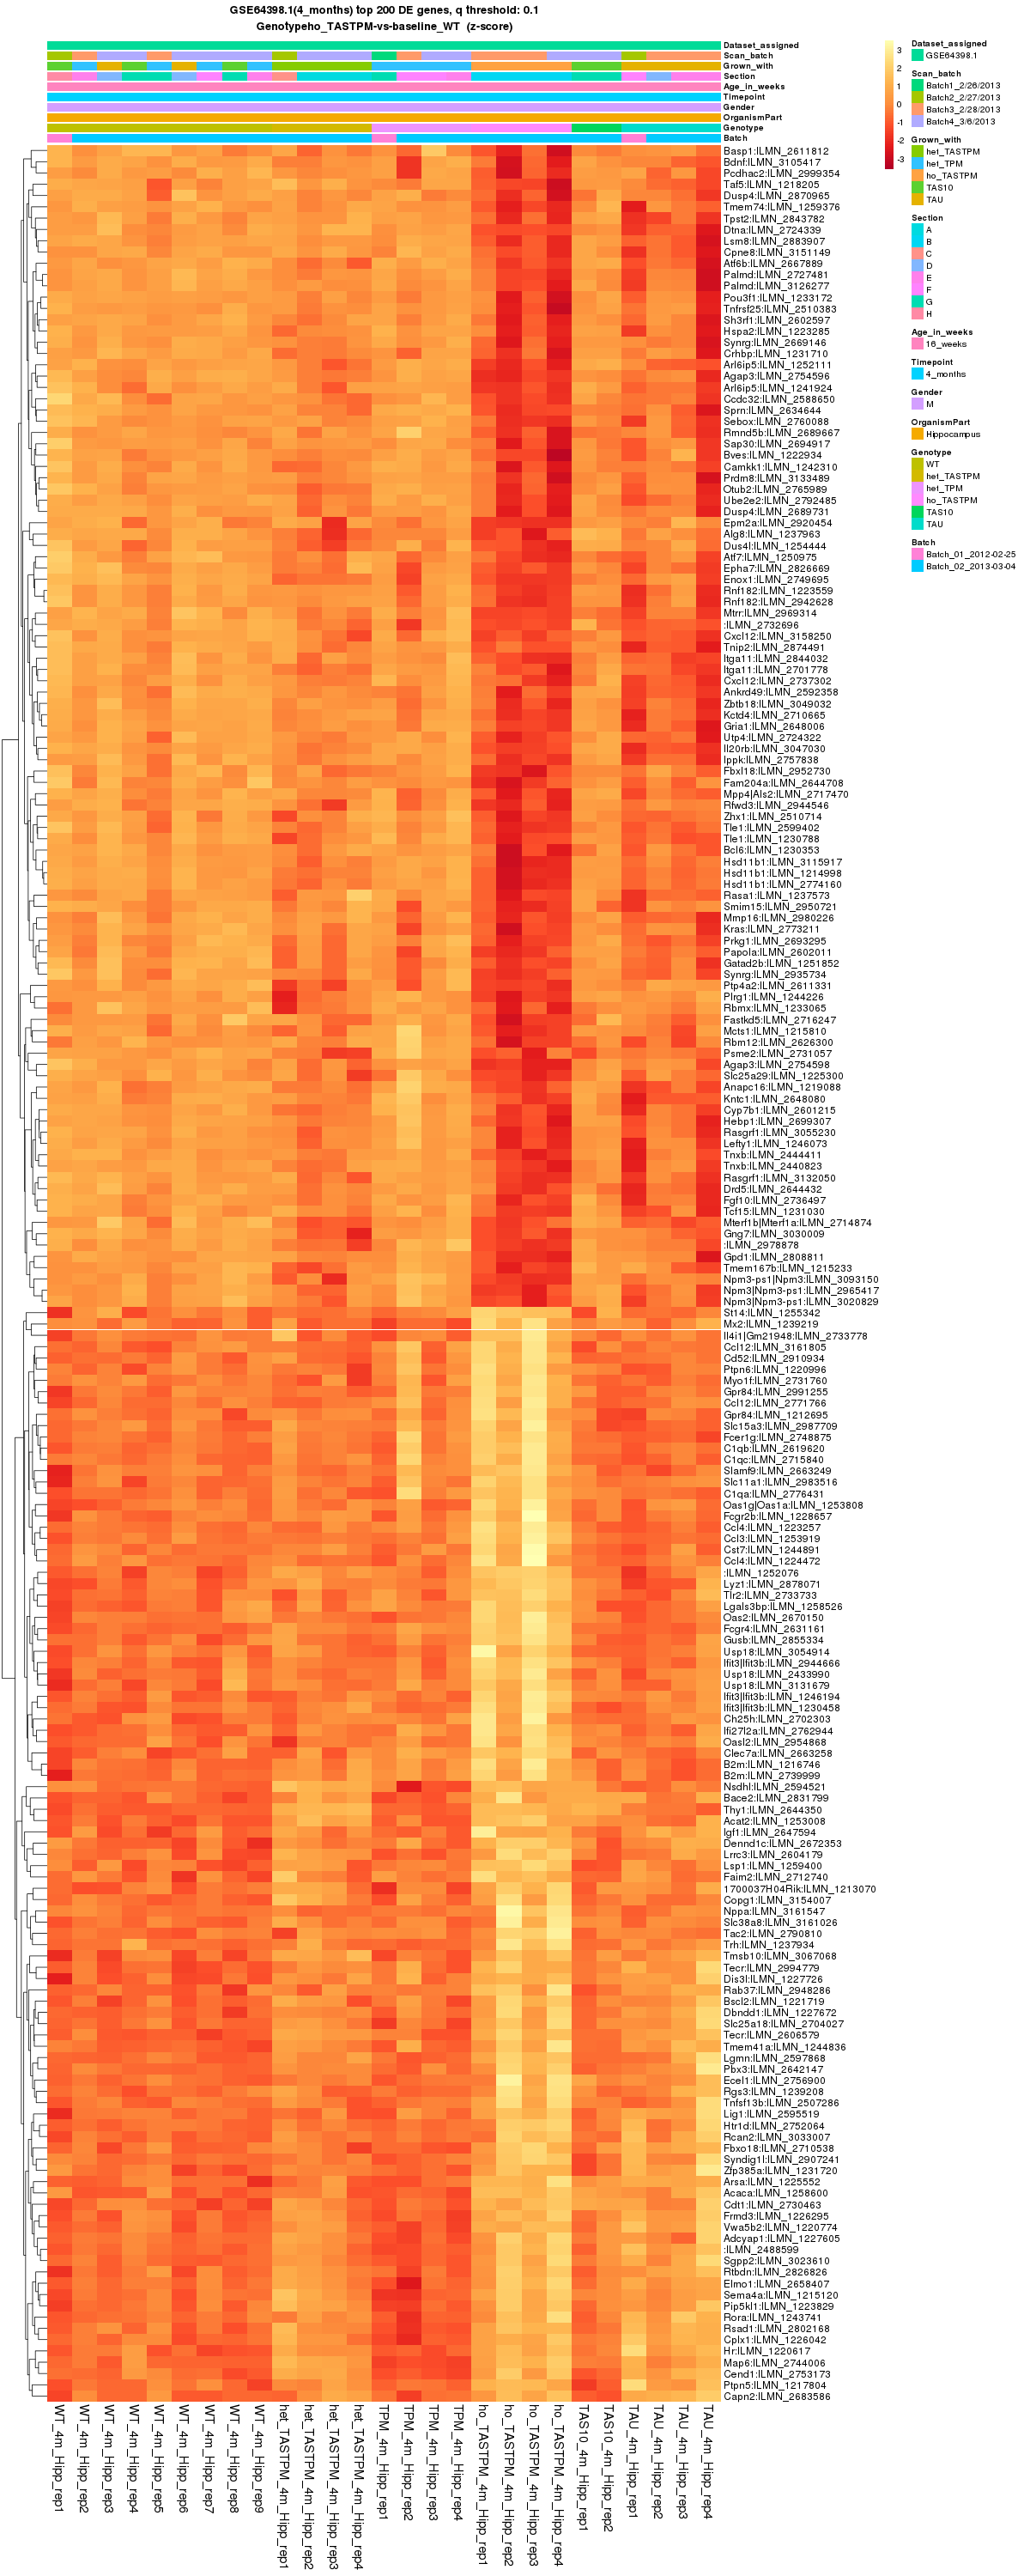 GSE64398.1(4_months) top 200 DE genes, q threshold: 0.1
Genotypeho_TASTPM-vs-baseline_WT (z-score)
Dataset_assigned
Scan_batch
Grown_with
Section
Age_in_weeks
Timepoint
Gender
OrganismPart
Genotype
Batch
3
2
1
0
-1
-2
-3
Dataset_assigned
GSE64398.1
Scan_batch
Batch1_2/26/2013
Batch2_2/27/2013
Batch3_2/28/2013
Batch4_3/6/2013
Grown_with
het_TASTPM
het_TPM
ho_TASTPM
TAS10
TAU
Section
A
B
C
D
E
F
G
H
Age_in_weeks
16_weeks
Timepoint
4_months
Gender
M
OrganismPart
Hippocampus
Genotype
WT
het_TASTPM
het_TPM
ho_TASTPM
TAS10
TAU
Batch
Batch_01_2012-02-25
Batch_02_2013-03-04
Basp1:ILMN_2611812
Bdnf:ILMN_3105417
Pcdhac2:ILMN_2999354
Taf5:ILMN_1218205
Dusp4:ILMN_2870965
Tmem74:ILMN_1259376
Tpst2:ILMN_2843782
Dtna:ILMN_2724339
Lsm8:ILMN_2883907
Cpne8:ILMN_3151149
Atf6b:ILMN_2667889
Palmd:ILMN_2727481
Palmd:ILMN_3126277
Pou3f1:ILMN_1233172
Tnfrsf25:ILMN_2510383
Sh3rf1:ILMN_2602597
Hspa2:ILMN_1223285
Synrg:ILMN_2669146
Crhbp:ILMN_1231710
Arl6ip5:ILMN_1252111
Agap3:ILMN_2754596
Arl6ip5:ILMN_1241924
Ccdc32:ILMN_2588650
Sprn:ILMN_2634644
Sebox:ILMN_2760088
Rmnd5b:ILMN_2689667
Sap30:ILMN_2694917
Bves:ILMN_1222934
Camkk1:ILMN_1242310
Prdm8:ILMN_3133489
Otub2:ILMN_2765989
Ube2e2:ILMN_2792485
Dusp4:ILMN_2689731
Epm2a:ILMN_2920454
Alg8:ILMN_1237963
Dus4l:ILMN_1254444
Atf7:ILMN_1250975
Epha7:ILMN_2826669
Enox1:ILMN_2749695
Rnf182:ILMN_1223559
Rnf182:ILMN_2942628
Mtrr:ILMN_2969314
:ILMN_2732696
Cxcl12:ILMN_3158250
Tnip2:ILMN_2874491
Itga11:ILMN_2844032
Itga11:ILMN_2701778
Cxcl12:ILMN_2737302
Ankrd49:ILMN_2592358
Zbtb18:ILMN_3049032
Kctd4:ILMN_2710665
Gria1:ILMN_2648006
Utp4:ILMN_2724322
Il20rb:ILMN_3047030
Ippk:ILMN_2757838
Fbxl18:ILMN_2952730
Fam204a:ILMN_2644708
Mpp4|Als2:ILMN_2717470
Rfwd3:ILMN_2944546
Zhx1:ILMN_2510714
Tle1:ILMN_2599402
Tle1:ILMN_1230788
Bcl6:ILMN_1230353
Hsd11b1:ILMN_3115917
Hsd11b1:ILMN_1214998
Hsd11b1:ILMN_2774160
Rasa1:ILMN_1237573
Smim15:ILMN_2950721
Mmp16:ILMN_2980226
Kras:ILMN_2773211
Prkg1:ILMN_2693295
Papola:ILMN_2602011
Gatad2b:ILMN_1251852
Synrg:ILMN_2935734
Ptp4a2:ILMN_2611331
Plrg1:ILMN_1244226
Rbmx:ILMN_1233065
Fastkd5:ILMN_2716247
Mcts1:ILMN_1215810
Rbm12:ILMN_2626300
Psme2:ILMN_2731057
Agap3:ILMN_2754598
Slc25a29:ILMN_1225300
Anapc16:ILMN_1219088
Kntc1:ILMN_2648080
Cyp7b1:ILMN_2601215
Hebp1:ILMN_2699307
Rasgrf1:ILMN_3055230
Lefty1:ILMN_1246073
Tnxb:ILMN_2444411
Tnxb:ILMN_2440823
Rasgrf1:ILMN_3132050
Drd5:ILMN_2644432
Fgf10:ILMN_2736497
Tcf15:ILMN_1231030
Mterf1b|Mterf1a:ILMN_2714874
Gng7:ILMN_3030009
:ILMN_2978878
Gpd1:ILMN_2808811
Tmem167b:ILMN_1215233
Npm3-ps1|Npm3:ILMN_3093150
Npm3|Npm3-ps1:ILMN_2965417
Npm3|Npm3-ps1:ILMN_3020829
St14:ILMN_1255342
Mx2:ILMN_1239219
Il4i1|Gm21948:ILMN_2733778
Ccl12:ILMN_3161805
Cd52:ILMN_2910934
Ptpn6:ILMN_1220996
Myo1f:ILMN_2731760
Gpr84:ILMN_2991255
Ccl12:ILMN_2771766
Gpr84:ILMN_1212695
Slc15a3:ILMN_2987709
Fcer1g:ILMN_2748875
C1qb:ILMN_2619620
C1qc:ILMN_2715840
Slamf9:ILMN_2663249
Slc11a1:ILMN_2983516
C1qa:ILMN_2776431
Oas1g|Oas1a:ILMN_1253808
Fcgr2b:ILMN_1228657
Ccl4:ILMN_1223257
Ccl3:ILMN_1253919
Cst7:ILMN_1244891
Ccl4:ILMN_1224472
:ILMN_1252076
Lyz1:ILMN_2878071
Tlr2:ILMN_2733733
Lgals3bp:ILMN_1258526
Oas2:ILMN_2670150
Fcgr4:ILMN_2631161
Gusb:ILMN_2855334
Usp18:ILMN_3054914
Ifit3|Ifit3b:ILMN_2944666
Usp18:ILMN_2433990
Usp18:ILMN_3131679
Ifit3|Ifit3b:ILMN_1246194
Ifit3|Ifit3b:ILMN_1230458
Ch25h:ILMN_2702303
Ifi27l2a:ILMN_2762944
Oasl2:ILMN_2954868
Clec7a:ILMN_2663258
B2m:ILMN_1216746
B2m:ILMN_2739999
Nsdhl:ILMN_2594521
Bace2:ILMN_2831799
Thy1:ILMN_2644350
Acat2:ILMN_1253008
Igf1:ILMN_2647594
Dennd1c:ILMN_2672353
Lrrc3:ILMN_2604179
Lsp1:ILMN_1259400
Faim2:ILMN_2712740
1700037H04Rik:ILMN_1213070
Copg1:ILMN_3154007
Nppa:ILMN_3161547
Slc38a8:ILMN_3161026
Tac2:ILMN_2790810
Trh:ILMN_1237934
Tmsb10:ILMN_3067068
Tecr:ILMN_2994779
Dis3l:ILMN_1227726
Rab37:ILMN_2948286
Bscl2:ILMN_1221719
Dbndd1:ILMN_1227672
Slc25a18:ILMN_2704027
Tecr:ILMN_2606579
Tmem41a:ILMN_1244836
Lgmn:ILMN_2597868
Pbx3:ILMN_2642147
Ecel1:ILMN_2756900
Rgs3:ILMN_1239208
Tnfsf13b:ILMN_2507286
Lig1:ILMN_2595519
Htr1d:ILMN_2752064
Rcan2:ILMN_3033007
Fbxo18:ILMN_2710538
Syndig1l:ILMN_2907241
Zfp385a:ILMN_1231720
Arsa:ILMN_1225552
Acaca:ILMN_1258600
Cdt1:ILMN_2730463
Frmd3:ILMN_1226295
Vwa5b2:ILMN_1220774
Adcyap1:ILMN_1227605
:ILMN_2488599
Sgpp2:ILMN_3023610
Rtbdn:ILMN_2826826
Elmo1:ILMN_2658407
Sema4a:ILMN_1215120
Pip5kl1:ILMN_1223829
Rora:ILMN_1243741
Rsad1:ILMN_2802168
Cplx1:ILMN_1226042
Hr:ILMN_1220617
Map6:ILMN_2744006
Cend1:ILMN_2753173
Ptpn5:ILMN_1217804
Capn2:ILMN_2683586
WT_4m_Hipp_rep1
WT_4m_Hipp_rep2
WT_4m_Hipp_rep3
WT_4m_Hipp_rep4
WT_4m_Hipp_rep5
WT_4m_Hipp_rep6
WT_4m_Hipp_rep7
WT_4m_Hipp_rep8
WT_4m_Hipp_rep9
het_TASTPM_4m_Hipp_rep1
het_TASTPM_4m_Hipp_rep2
het_TASTPM_4m_Hipp_rep3
het_TASTPM_4m_Hipp_rep4
TPM_4m_Hipp_rep1
TPM_4m_Hipp_rep2
TPM_4m_Hipp_rep3
TPM_4m_Hipp_rep4
ho_TASTPM_4m_Hipp_rep1
ho_TASTPM_4m_Hipp_rep2
ho_TASTPM_4m_Hipp_rep3
ho_TASTPM_4m_Hipp_rep4
TAS10_4m_Hipp_rep1
TAS10_4m_Hipp_rep2
TAU_4m_Hipp_rep1
TAU_4m_Hipp_rep2
TAU_4m_Hipp_rep3
TAU_4m_Hipp_rep4